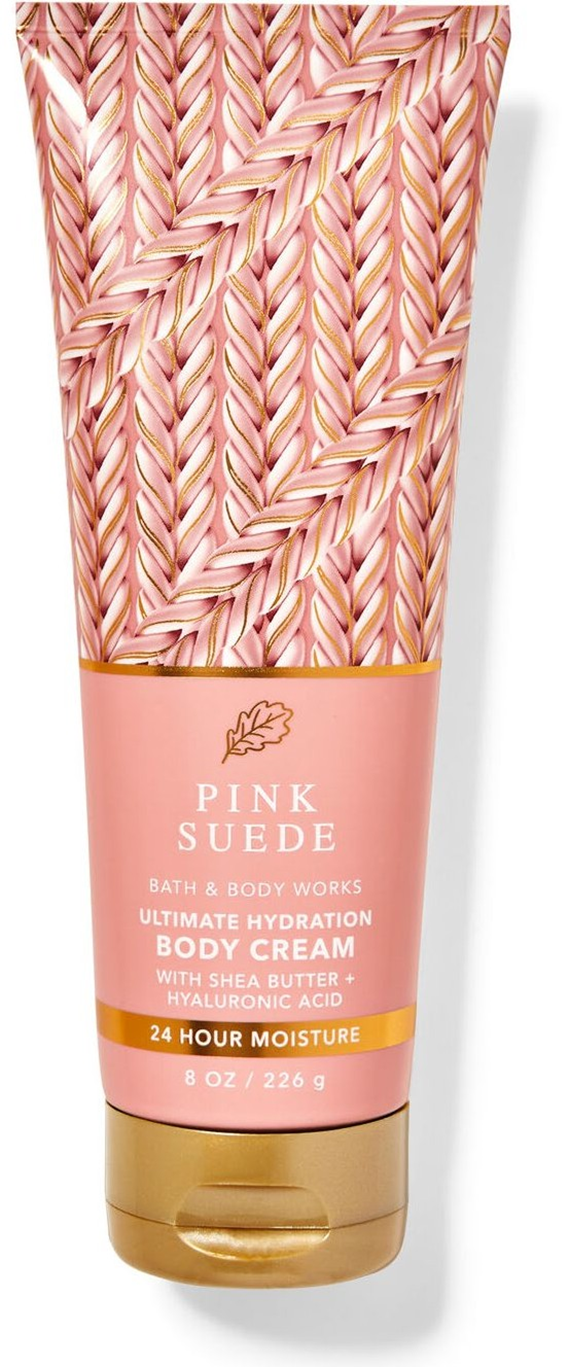 PINK
SUEDE
BATH & BODY WORKS
ULTIMATE HYDRATION
BODY CREAM
WITH SHEA BUTTER +
HYALURONIC ACID
24 HOUR MOISTURE
8 OZ / 226 g